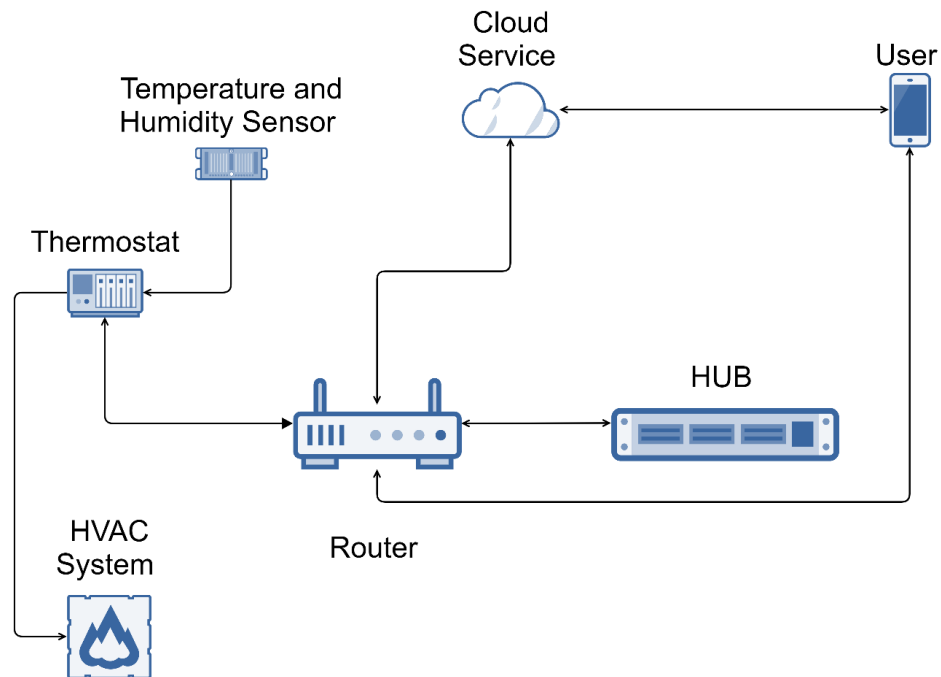 Cloud
Service
User
Temperature and
Humidity Sensor
Thermostat
HUB
HVAC
System
Router